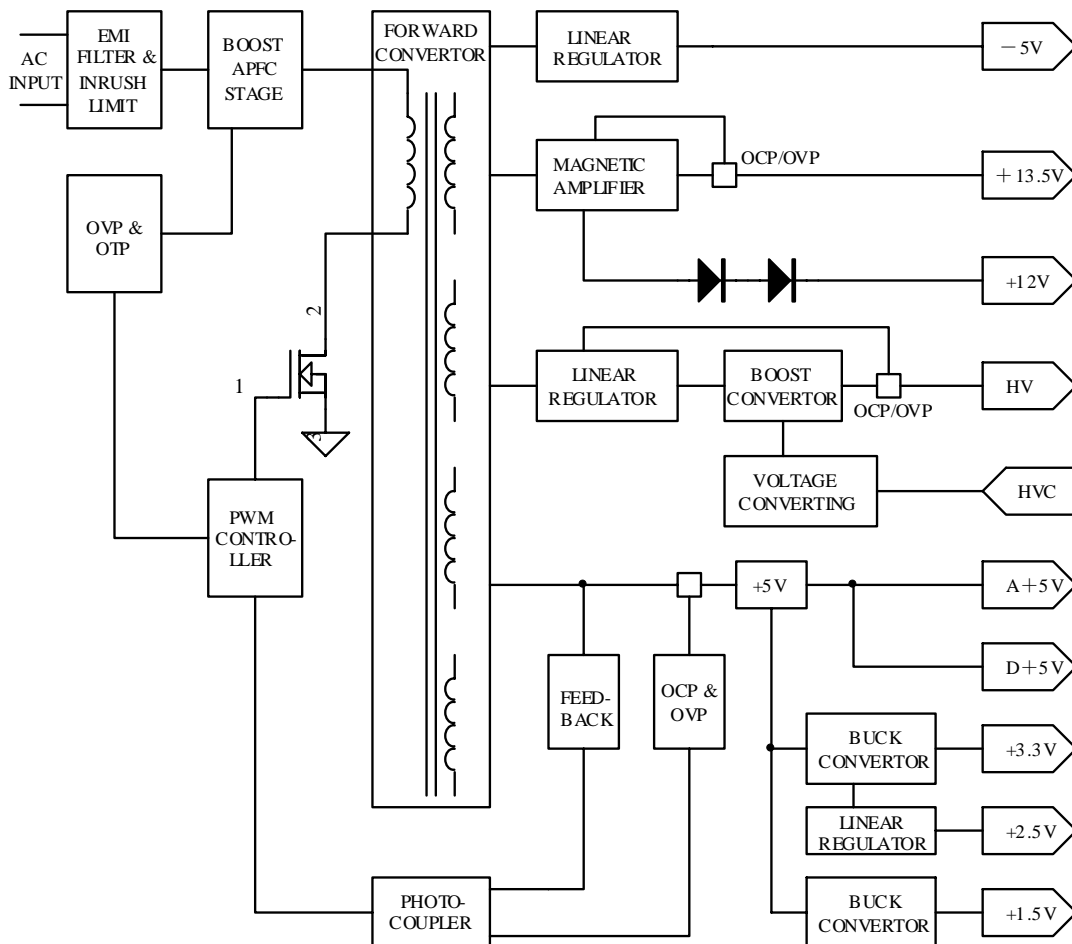 AC
INPUT
EMI
FILTER &
INRUSH
LIMIT
BOOST
APFC
STAGE
FORWARD
CONVERTOR
LINEAR
REGULATOR
－5V
MAGNETIC
AMPLIFIER
OCP/OVP
＋13.5V
OVP &
OTP
+12V
2
1
3
LINEAR
REGULATOR
BOOST
CONVERTOR
OCP/OVP
HV
VOLTAGE
CONVERTING
HVC
PWM
CONTRO-
LLER
+5V
A＋5V
D＋5V
FEED-
BACK
OCP &
OVP
BUCK
CONVERTOR
+3.3V
LINEAR
REGULATOR
+2.5V
PHOTO-
COUPLER
BUCK
CONVERTOR
+1.5V